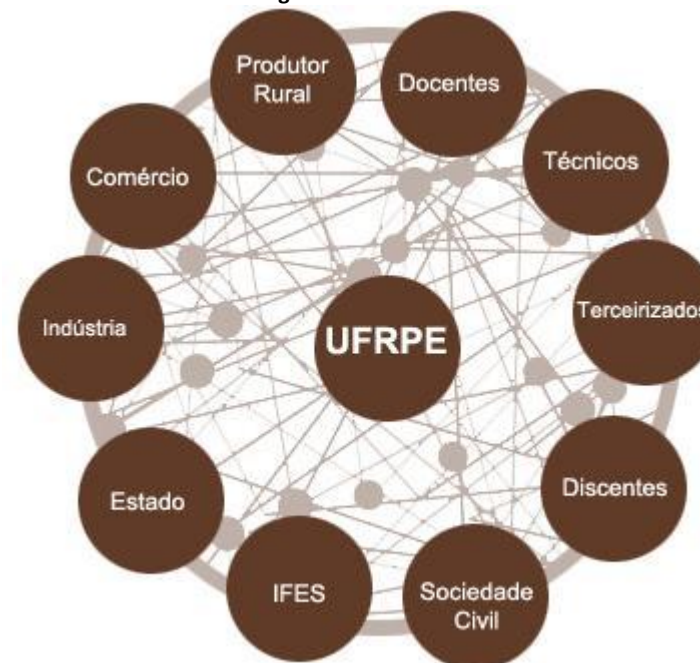 Produtor
Rural
Docentes
Comércio
Técnicos
Indústria
UFRPE
Terceirizados
Estado
Discentes
IFES
Sociedade
Civil